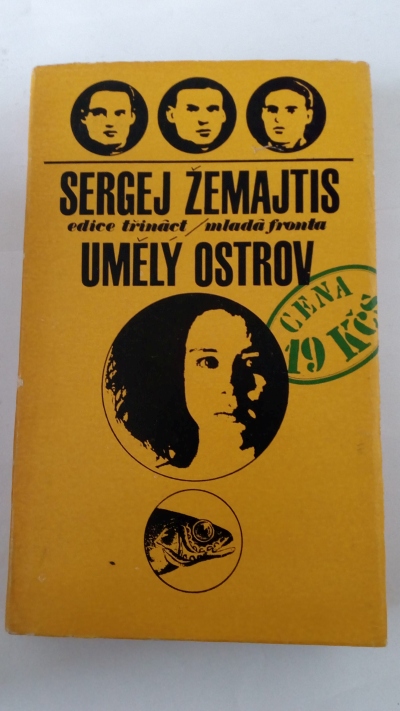 SERGEJ ŽEMAJTIS
edice třináct / mladá fronta
UMĚLÝ OSTROV
CENA
19 Kčs